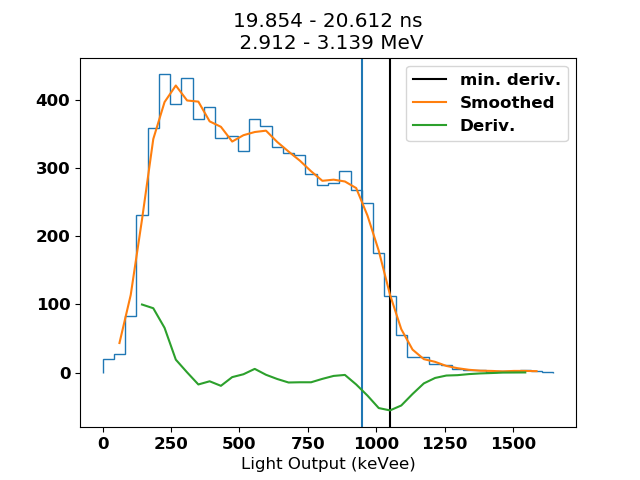 19.854 - 20.612 ns
2.912 - 3.139 MeV
min. deriv.
Smoothed
Deriv.
400
300
200
100
0
0 250 500 750 1000 1250 1500
Light Output (keVee)